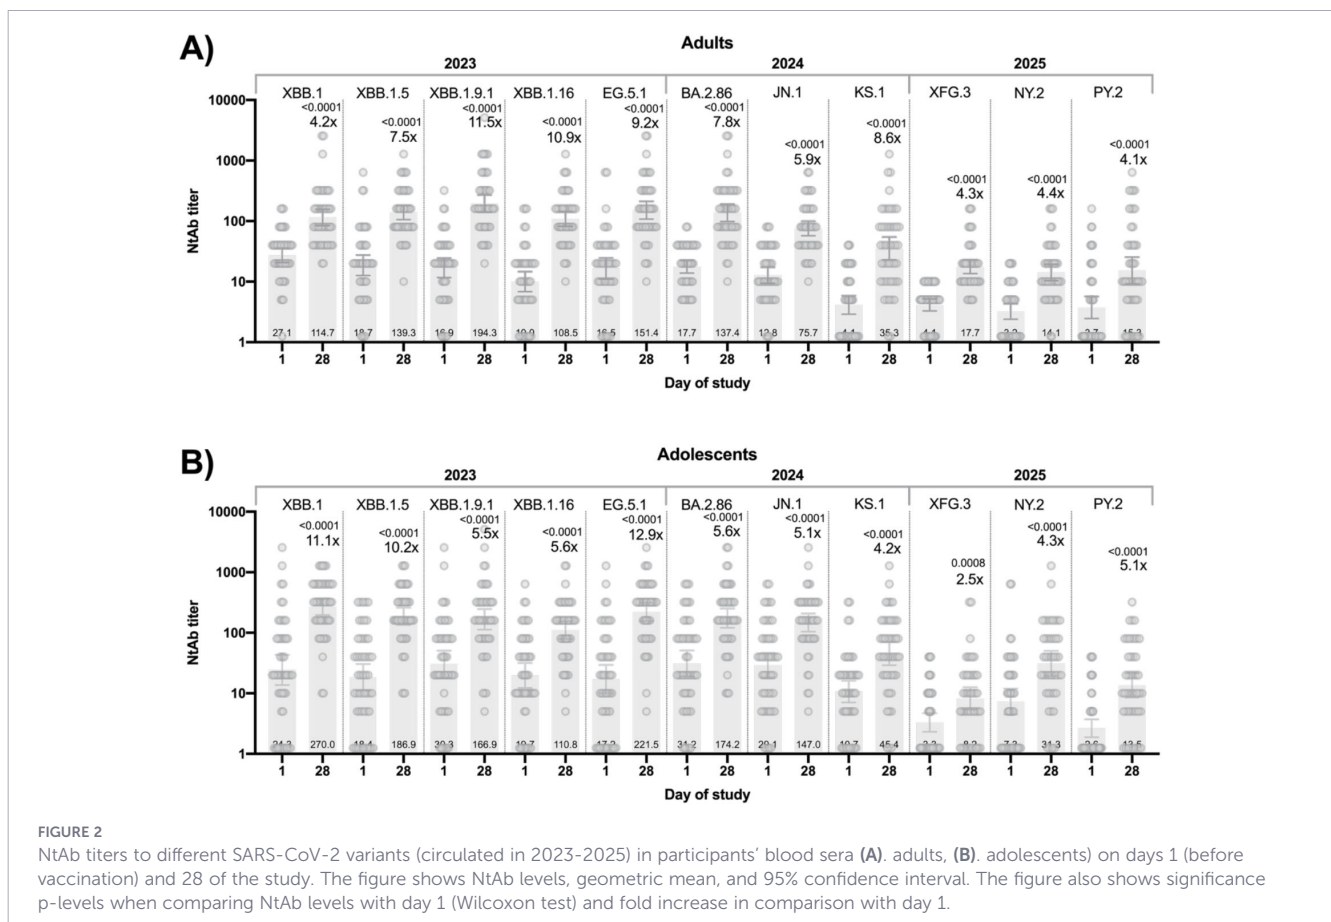 A)
Adults
2023 2024 2025
XBB.1 XBB.1.5 XBB.1.9.1 XBB.1.16 EG.5.1 BA.2.86 JN.1 KS.1 XFG.3 NY.2 PY.2
<0.0001 <0.0001 <0.0001 <0.0001 <0.0001 <0.0001 <0.0001 <0.0001 <0.0001 <0.0001 <0.0001
4.2x 7.5x 11.5x 10.9x 9.2x 7.8x 5.9x 8.6x 4.3x 4.4x 4.1x
10000
1000
100
10
1
NtAb titer
27.1 114.7 139.3 194.3 108.5 151.4 17.7 137.4 75.7 35.3 17.7 14.1
1 28 1 28 1 28 1 28 1 28 1 28 1 28 1 28 1 28 1 28 1 28
Day of study
B)
Adolescents
2023 2024 2025
XBB.1 XBB.1.5 XBB.1.9.1 XBB.1.16 EG.5.1 BA.2.86 JN.1 KS.1 XFG.3 NY.2 PY.2
<0.0001 <0.0001 <0.0001 <0.0001 <0.0001 <0.0001 <0.0001 <0.0001 0.0008 <0.0001 <0.0001
11.1x 10.2x 5.5x 5.6x 12.9x 5.6x 5.1x 4.2x 2.5x 4.3x 5.1x
10000
1000
100
10
1
NtAb titer
270.0 186.9 166.9 110.8 221.5 174.2 147.0 45.4
1 28 1 28 1 28 1 28 1 28 1 28 1 28 1 28 1 28 1 28 1 28
Day of study
FIGURE 2
NtAb titers to different SARS-CoV-2 variants (circulated in 2023-2025) in participants' blood sera (A). adults, (B). adolescents) on days 1 (before
vaccination) and 28 of the study. The figure shows NtAb levels, geometric mean, and 95% confidence interval. The figure also shows significance
p-levels when comparing NtAb levels with day 1 (Wilcoxon test) and fold increase in comparison with day 1.